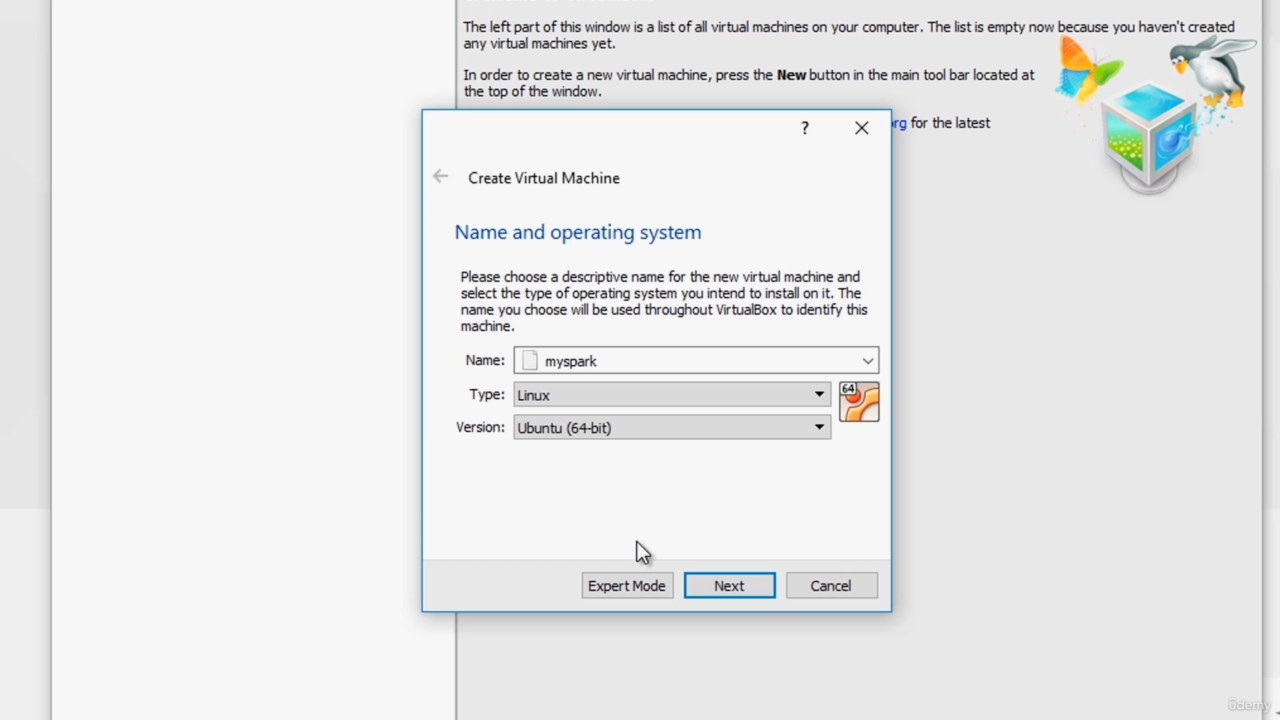 The left part of this window is a list of all virtual machines on your computer. The list is empty now because you haven't created
any virtual machines yet.
In order to create a new virtual machine, press the New button in the main tool bar located at
the top of the window.
rg for the latest
?
Create Virtual Machine
Name and operating system
Please choose a descriptive name for the new virtual machine and
select the type of operating system you intend to install on it. The
name you choose will be used throughout VirtualBox to identify this
machine.
Name: myspark
Type: Linux
64
Version: Ubuntu (64-bit)
Expert Mode Next Cancel
ûdemy